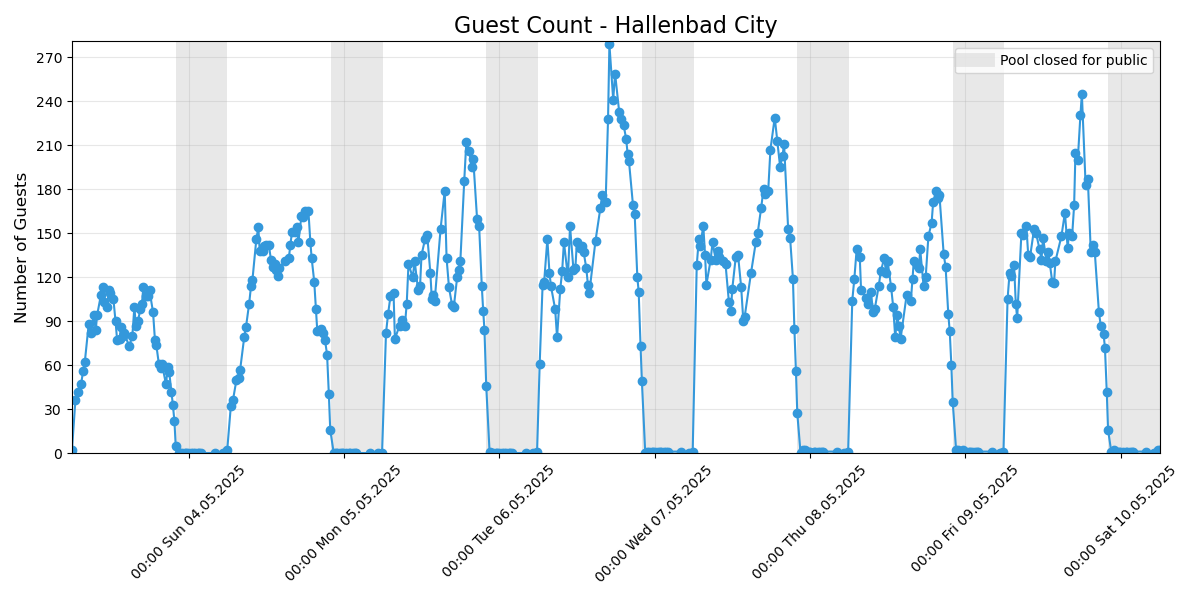 Guest Count - Hallenbad City
Pool closed for public
Number of Guests
270
240
210
180
150
120
90
60
30
0
00:00 Sun 04.05.2025
00:00 Mon 05.05.2025
00:00 Tue 06.05.2025
00:00 Wed 07.05.2025
00:00 Thu 08.05.2025
00:00 Fri 09.05.2025
00:00 Sat 10.05.2025